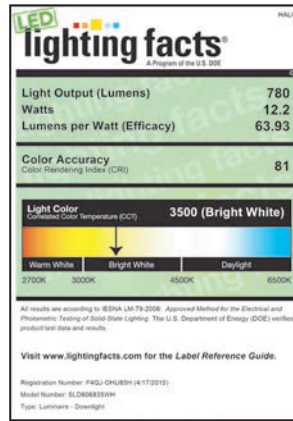 LED
HALO
lighting facts®
A Program of the U.S. DOE
Light Output (Lumens) 780
Watts 12.2
Lumens per Watt (Efficacy) 63.93
Color Accuracy 81
Color Rendering Index (CRI)
Light Color 3500 (Bright White)
Correlated Color Temperature (CCT)
Warm White Bright White Daylight
2700K 3000K 4500K 6500K
All results are according to IESNA LM-79-2008: Approved Method for the Electrical and
Photometric Testing of Solid-State Lighting. The U.S. Department of Energy (DOE) verifies
product test data and results.
Visit www.lightingfacts.com for the Label Reference Guide.
Registration Number: (4/17/2015)
Model Number:
Type: Luminaire - Downlight